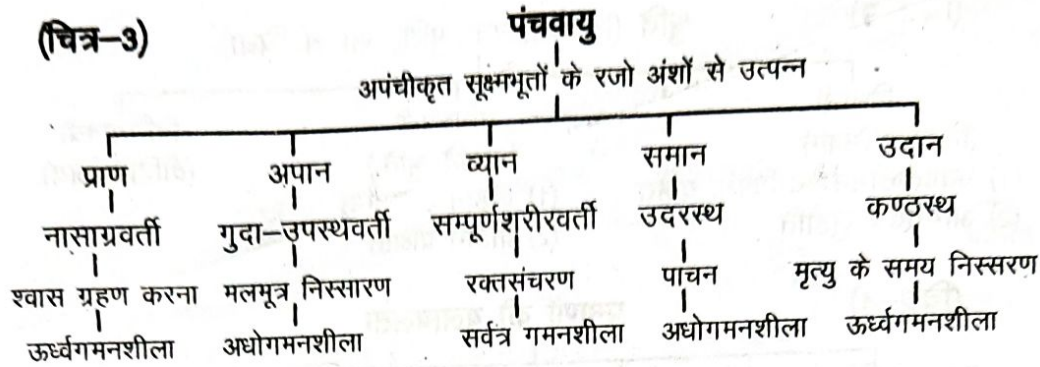 (चित्र–३)
पंचवायु
अपंचीकृत सूक्ष्मभूतों के रजो अंशों से उत्पन्न
प्राण अपान व्यान समान उदान
नासाग्रवर्ती गुदा–उपस्थवर्ती सम्पूर्णशरीरवर्ती उदरस्थ कण्ठस्थ
श्वास ग्रहण करना मलमूत्र निस्सारण रक्तसंचरण पाचन मृत्यु के समय निस्सरण
ऊर्ध्वगमनशीला अधोगमनशीला सर्वत्र गमनशीला अधोगमनशीला ऊर्ध्वगमनशीला